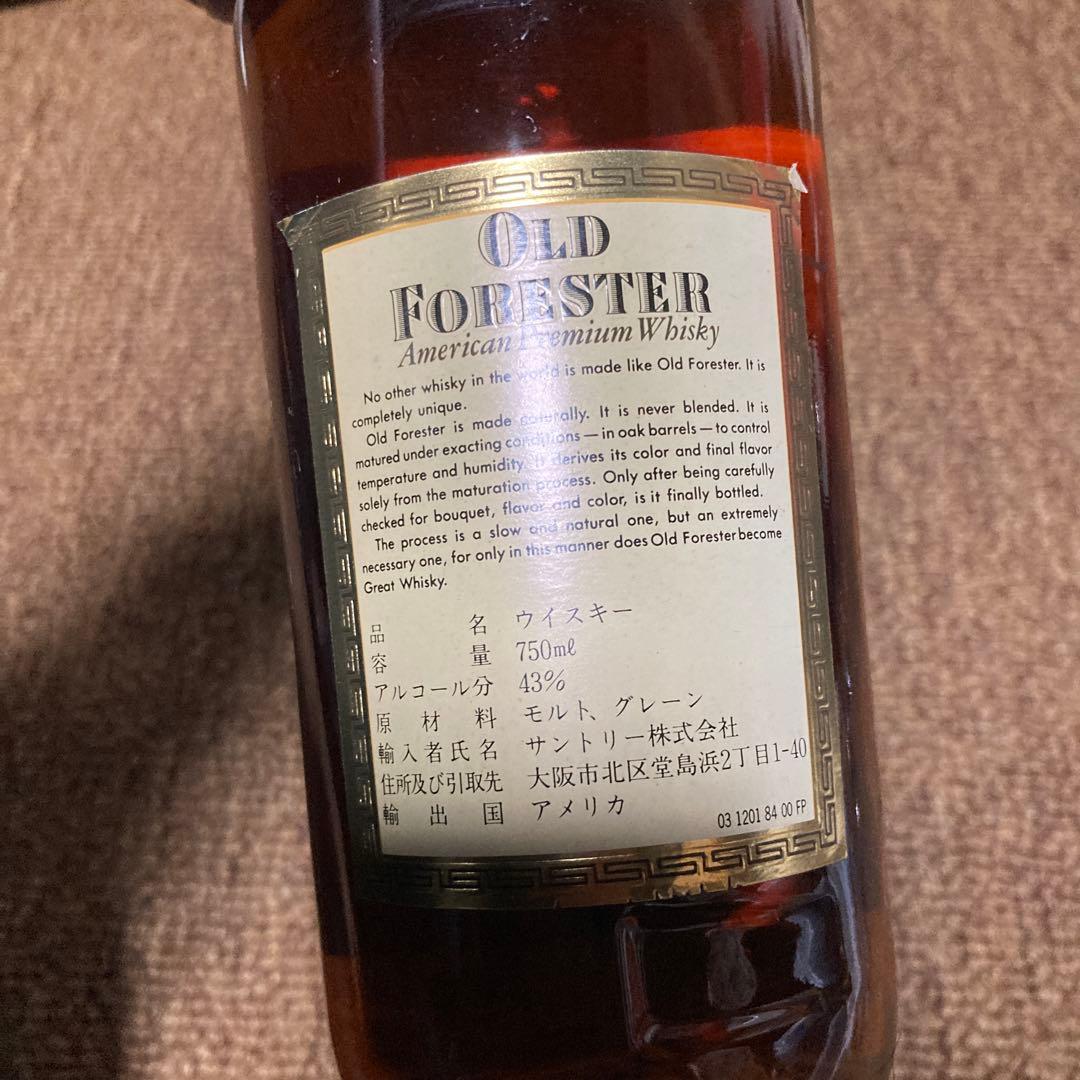 OLD
FORESTER
American Premium Whisky
No other whisky in the world is made like Old Forester. It is
completely unique.
Old Forester is made naturally. It is never blended. It is
matured under exacting conditions — in oak barrels — to control
temperature and humidity. It derives its color and final flavor
solely from the maturation process. Only after being carefully
checked for bouquet, flavor and color, is it finally bottled.
The process is a slow and natural one, but an extremely
necessary one, for only in this manner does Old Forester become
Great Whisky.
品名 ウイスキー
容量 750mℓ
アルコール分 43%
原材料 モルト、グレーン
輸入者氏名 サントリー株式会社
住所及び引取先 大阪市北区堂島浜2丁目1-40
輸出国 アメリカ
03 1201 84 00 FP